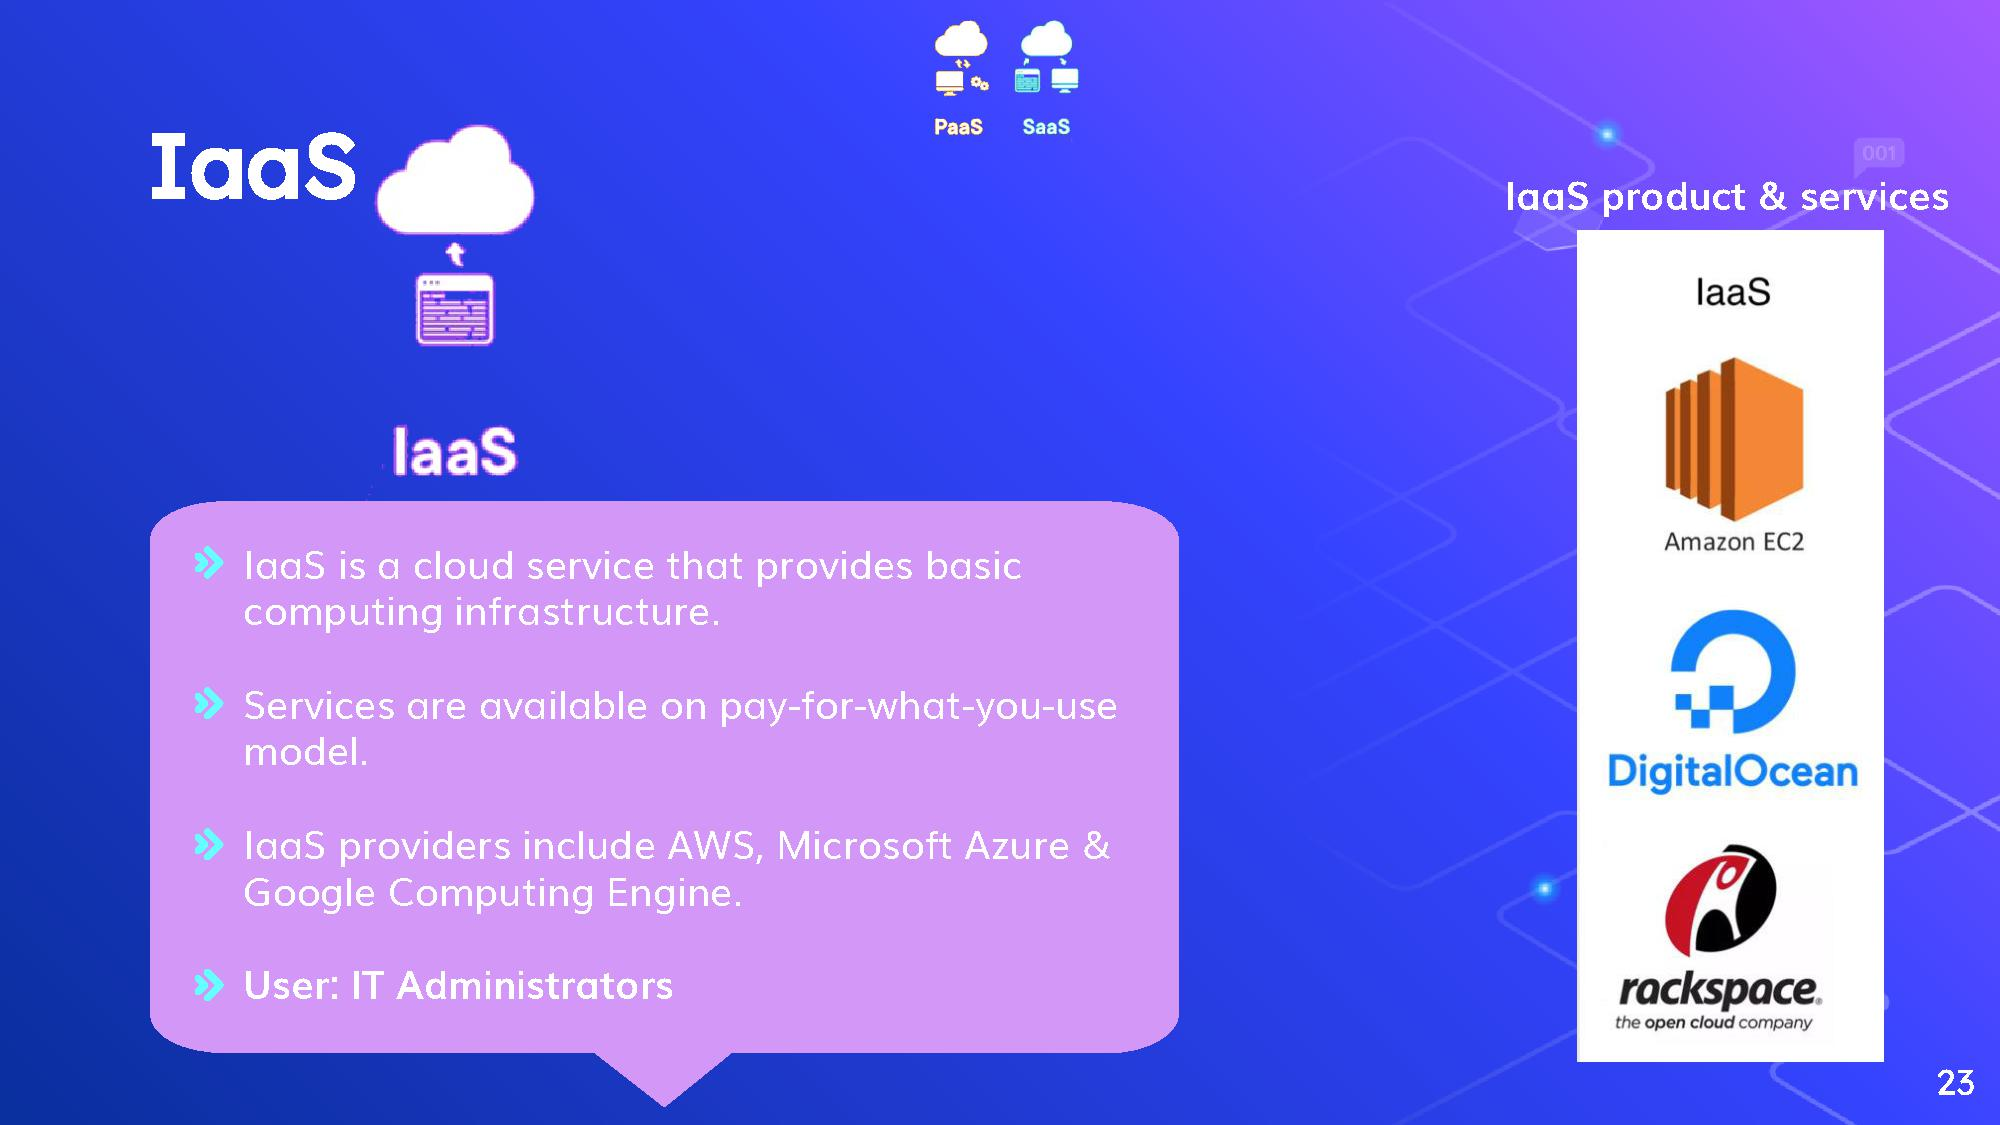 PaaS SaaS
IaaS
001
IaaS product & services
IaaS
IaaS
Amazon EC2
DigitalOcean
rackspace®
the open cloud company
IaaS is a cloud service that provides basic
computing infrastructure.
Services are available on pay-for-what-you-use
model.
IaaS providers include AWS, Microsoft Azure &
Google Computing Engine.
User: IT Administrators
23